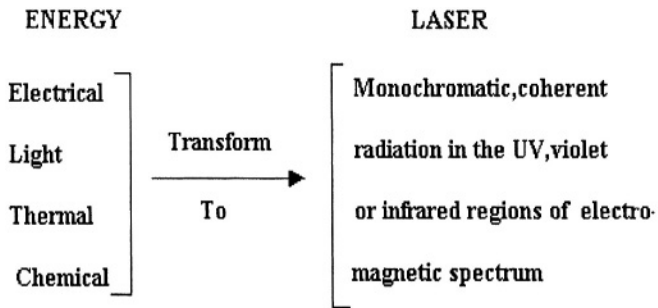 ENERGY
LASER
Electrical
Light
Thermal
Chemical
Transform
To
Monochromatic,coherent
radiation in the UV,violet
or infrared regions of electro-
magnetic spectrum